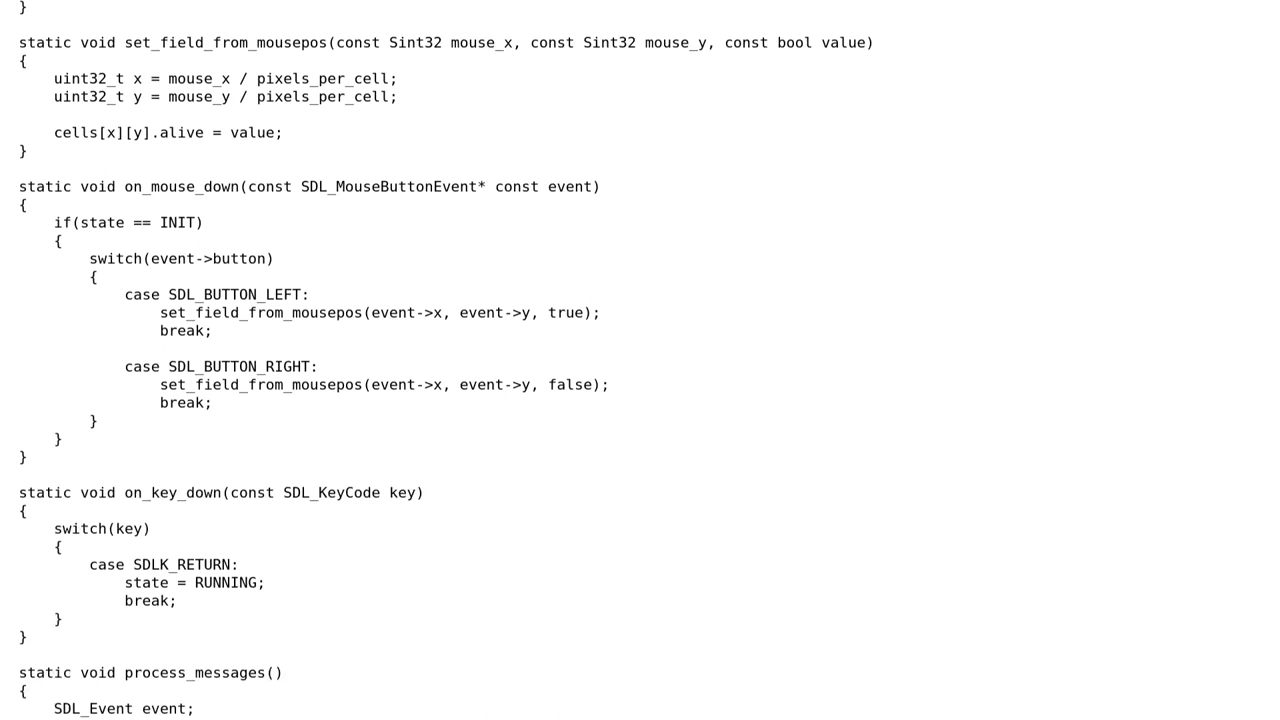 }

static void set_field_from_mousepos(const Sint32 mouse_x, const Sint32 mouse_y, const bool value)
{
    uint32_t x = mouse_x / pixels_per_cell;
    uint32_t y = mouse_y / pixels_per_cell;

    cells[x][y].alive = value;
}

static void on_mouse_down(const SDL_MouseButtonEvent* const event)
{
    if(state == INIT)
    {
        switch(event->button)
        {
            case SDL_BUTTON_LEFT:
                set_field_from_mousepos(event->x, event->y, true);
                break;

            case SDL_BUTTON_RIGHT:
                set_field_from_mousepos(event->x, event->y, false);
                break;
        }
    }
}

static void on_key_down(const SDL_KeyCode key)
{
    switch(key)
    {
        case SDLK_RETURN:
            state = RUNNING;
            break;
    }
}

static void process_messages()
{
    SDL_Event event;